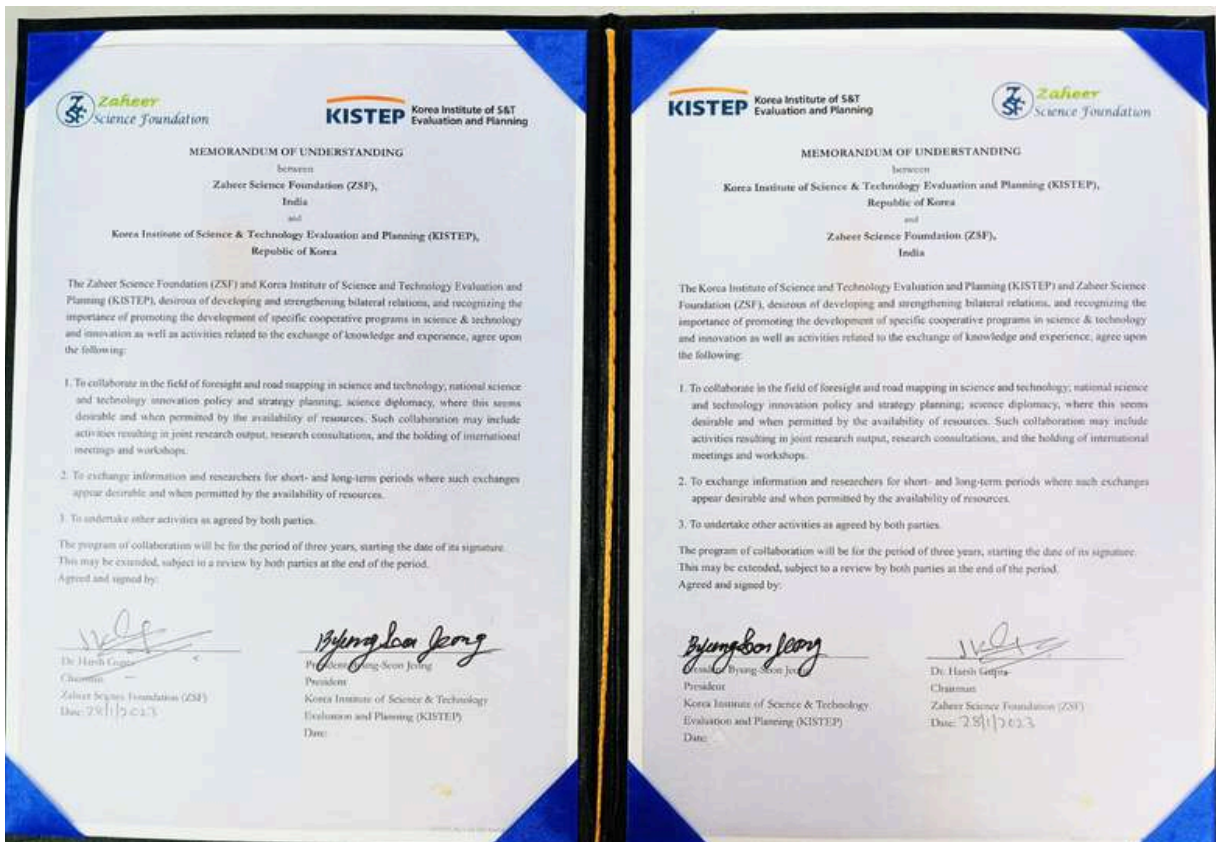 Zaheer
Science Foundation
KISTEP
Korea Institute of S&T
Evaluation and Planning
MEMORANDUM OF UNDERSTANDING
between
Zaheer Science Foundation (ZSF),
India
and
Korea Institute of Science & Technology Evaluation and Planning (KISTEP),
Republic of Korea
The Zaheer Science Foundation (ZSF) and Korea Institute of Science and Technology Evaluation and
Planning (KISTEP), desirous of developing and strengthening bilateral relations, and recognizing the
importance of promoting the development of specific cooperative programs in science & technology
and innovation as well as activities related to the exchange of knowledge and experience, agree upon
the following:
1. To collaborate in the field of foresight and road mapping in science and technology; national science
and technology innovation policy and strategy planning; science diplomacy, where this seems
desirable and when permitted by the availability of resources. Such collaboration may include
activities resulting in joint research output, research consultations, and the holding of international
meetings and workshops.
2. To exchange information and researchers for short- and long-term periods where such exchanges
appear desirable and when permitted by the availability of resources.
3. To undertake other activities as agreed by both parties.
The program of collaboration will be for the period of three years, starting the date of its signature.
This may be extended, subject to a review by both parties at the end of the period.
Agreed and signed by:
Dr. Harsh Gupta
Chairman
Zaheer Science Foundation (ZSF)
Date: 28/1/2023
Byung Soon Jeong
President Byung-Seon Jeong
President
Korea Institute of Science & Technology
Evaluation and Planning (KISTEP)
Date:
KISTEP
Korea Institute of S&T
Evaluation and Planning
Zaheer
Science Foundation
MEMORANDUM OF UNDERSTANDING
between
Korea Institute of Science & Technology Evaluation and Planning (KISTEP),
Republic of Korea
and
Zaheer Science Foundation (ZSF),
India
The Korea Institute of Science and Technology Evaluation and Planning (KISTEP) and Zaheer Science
Foundation (ZSF), desirous of developing and strengthening bilateral relations, and recognizing the
importance of promoting the development of specific cooperative programs in science & technology
and innovation as well as activities related to the exchange of knowledge and experience, agree upon
the following:
1. To collaborate in the field of foresight and road mapping in science and technology; national science
and technology innovation policy and strategy planning; science diplomacy, where this seems
desirable and when permitted by the availability of resources. Such collaboration may include
activities resulting in joint research output, research consultations, and the holding of international
meetings and workshops.
2. To exchange information and researchers for short- and long-term periods where such exchanges
appear desirable and when permitted by the availability of resources.
3. To undertake other activities as agreed by both parties.
The program of collaboration will be for the period of three years, starting the date of its signature.
This may be extended, subject to a review by both parties at the end of the period.
Agreed and signed by:
Byung Soon Jeong
President Byung-Seon Jeong
President
Korea Institute of Science & Technology
Evaluation and Planning (KISTEP)
Date:
Dr. Harsh Gupta
Chairman
Zaheer Science Foundation (ZSF)
Date: 28/1/2023